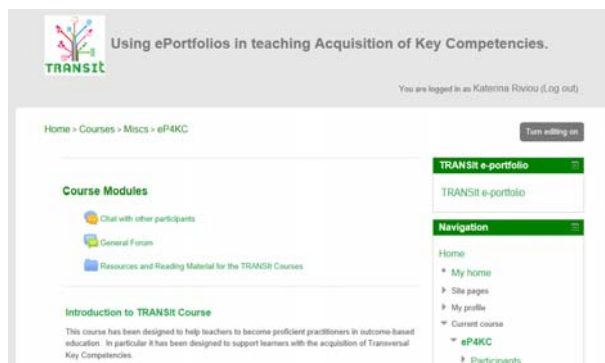 TRANSIt
Using ePortfolios in teaching Acquisition of Key Competencies.
You are logged in as Katerina Riviou (Log out)
Home > Courses > Miscs > eP4KC
Turn editing on
Course Modules
Chat with other participants
General Forum
Resources and Reading Material for the TRANSIt Courses
Introduction to TRANSIt Course
This course has been designed to help teachers to become proficient practitioners in outcome-based
education. In particular it has been designed to support learners with the acquisition of Transversal
Key Competencies.
TRANSIt e-portfolio
TRANSIt e-portfolio
Navigation
Home
My home
Site pages
My profile
Current course
eP4KC
Participants